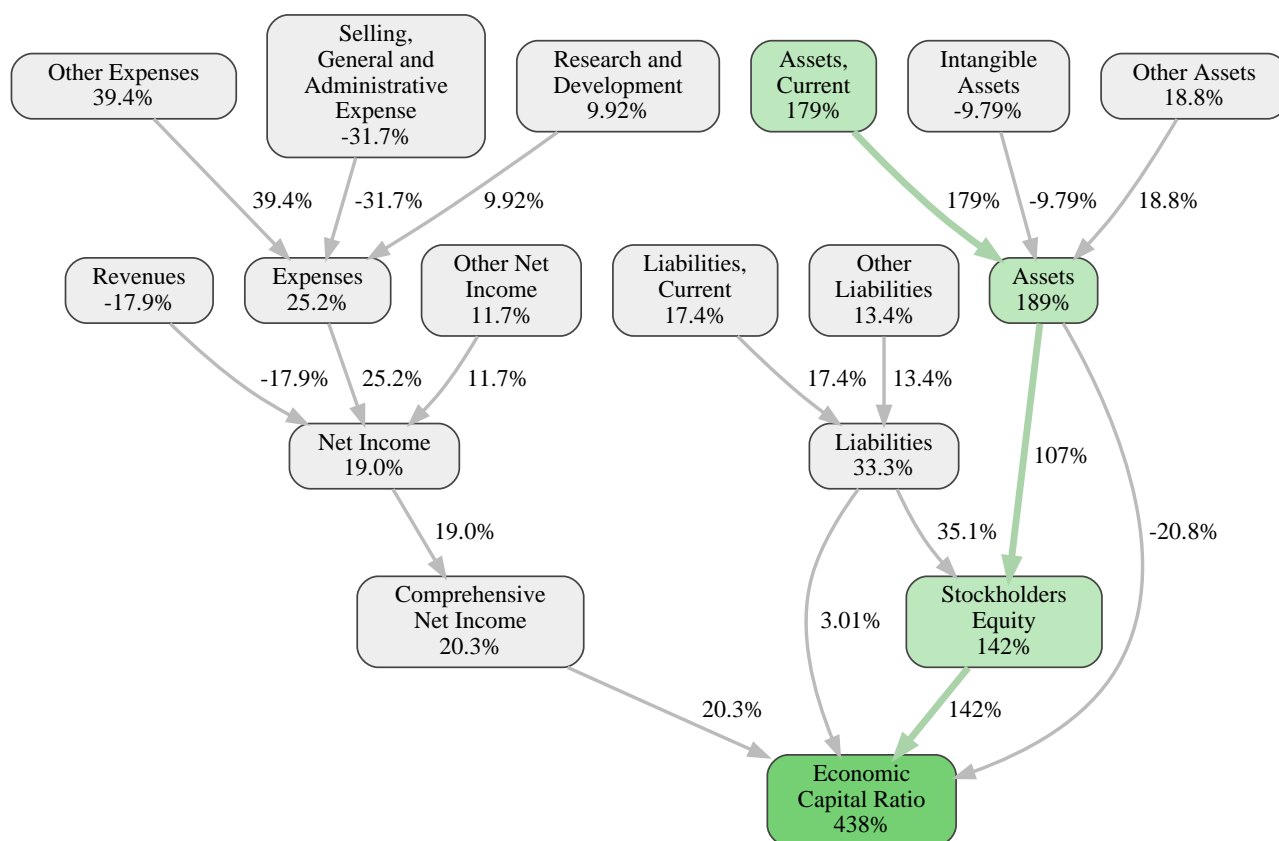 Other Expenses
39.4%
Selling,
General and
Administrative
Expense
-31.7%
Research and
Development
9.92%
Assets,
Current
179%
Intangible
Assets
-9.79%
Other Assets
18.8%
39.4%
-31.7%
9.92%
179%
-9.79%
18.8%
Revenues
-17.9%
Expenses
25.2%
Other Net
Income
11.7%
Liabilities,
Current
17.4%
Other
Liabilities
13.4%
Assets
189%
-17.9%
25.2%
11.7%
17.4%
13.4%
Net Income
19.0%
Liabilities
33.3%
107%
19.0%
35.1%
-20.8%
Comprehensive
Net Income
20.3%
3.01%
Stockholders
Equity
142%
20.3%
142%
Economic
Capital Ratio
438%